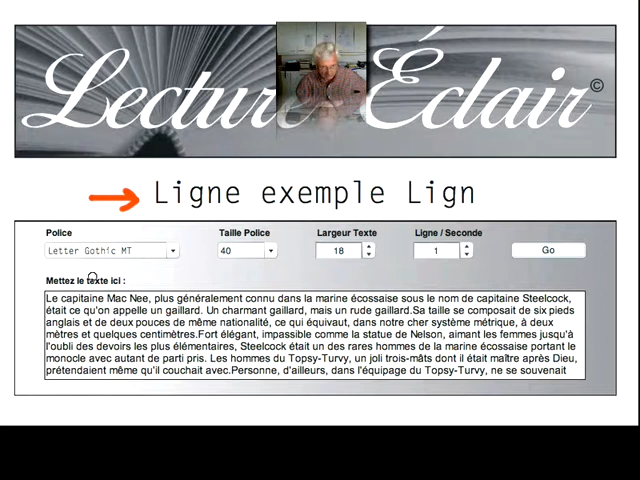 Lecture Éclair ©
Ligne exemple Lign
Police Taille Police Largeur Texte Ligne / Seconde
Letter Gothic MT 40 18 1 Go
Mettez le texte ici :
Le capitaine Mac Nee, plus généralement connu dans la marine écossaise sous le nom de capitaine Steelcock,
était ce qu'on appelle un gaillard. Un charmant gaillard, mais un rude gaillard.Sa taille se composait de six pieds
anglais et de deux pouces de même nationalité, ce qui équivaut, dans notre cher système métrique, à deux
mètres et quelques centimètres.Fort élégant, impassible comme la statue de Nelson, aimant les femmes jusqu'à
l'oubli des devoirs les plus élémentaires, Steelcock était un des rares hommes de la marine écossaise portant le
monocle avec autant de parti pris. Les hommes du Topsy-Turvy, un joli trois-mâts dont il était maître après Dieu,
prétendaient même qu'il couchait avec.Personne, d'ailleurs, dans l'équipage du Topsy-Turvy, ne se souvenait